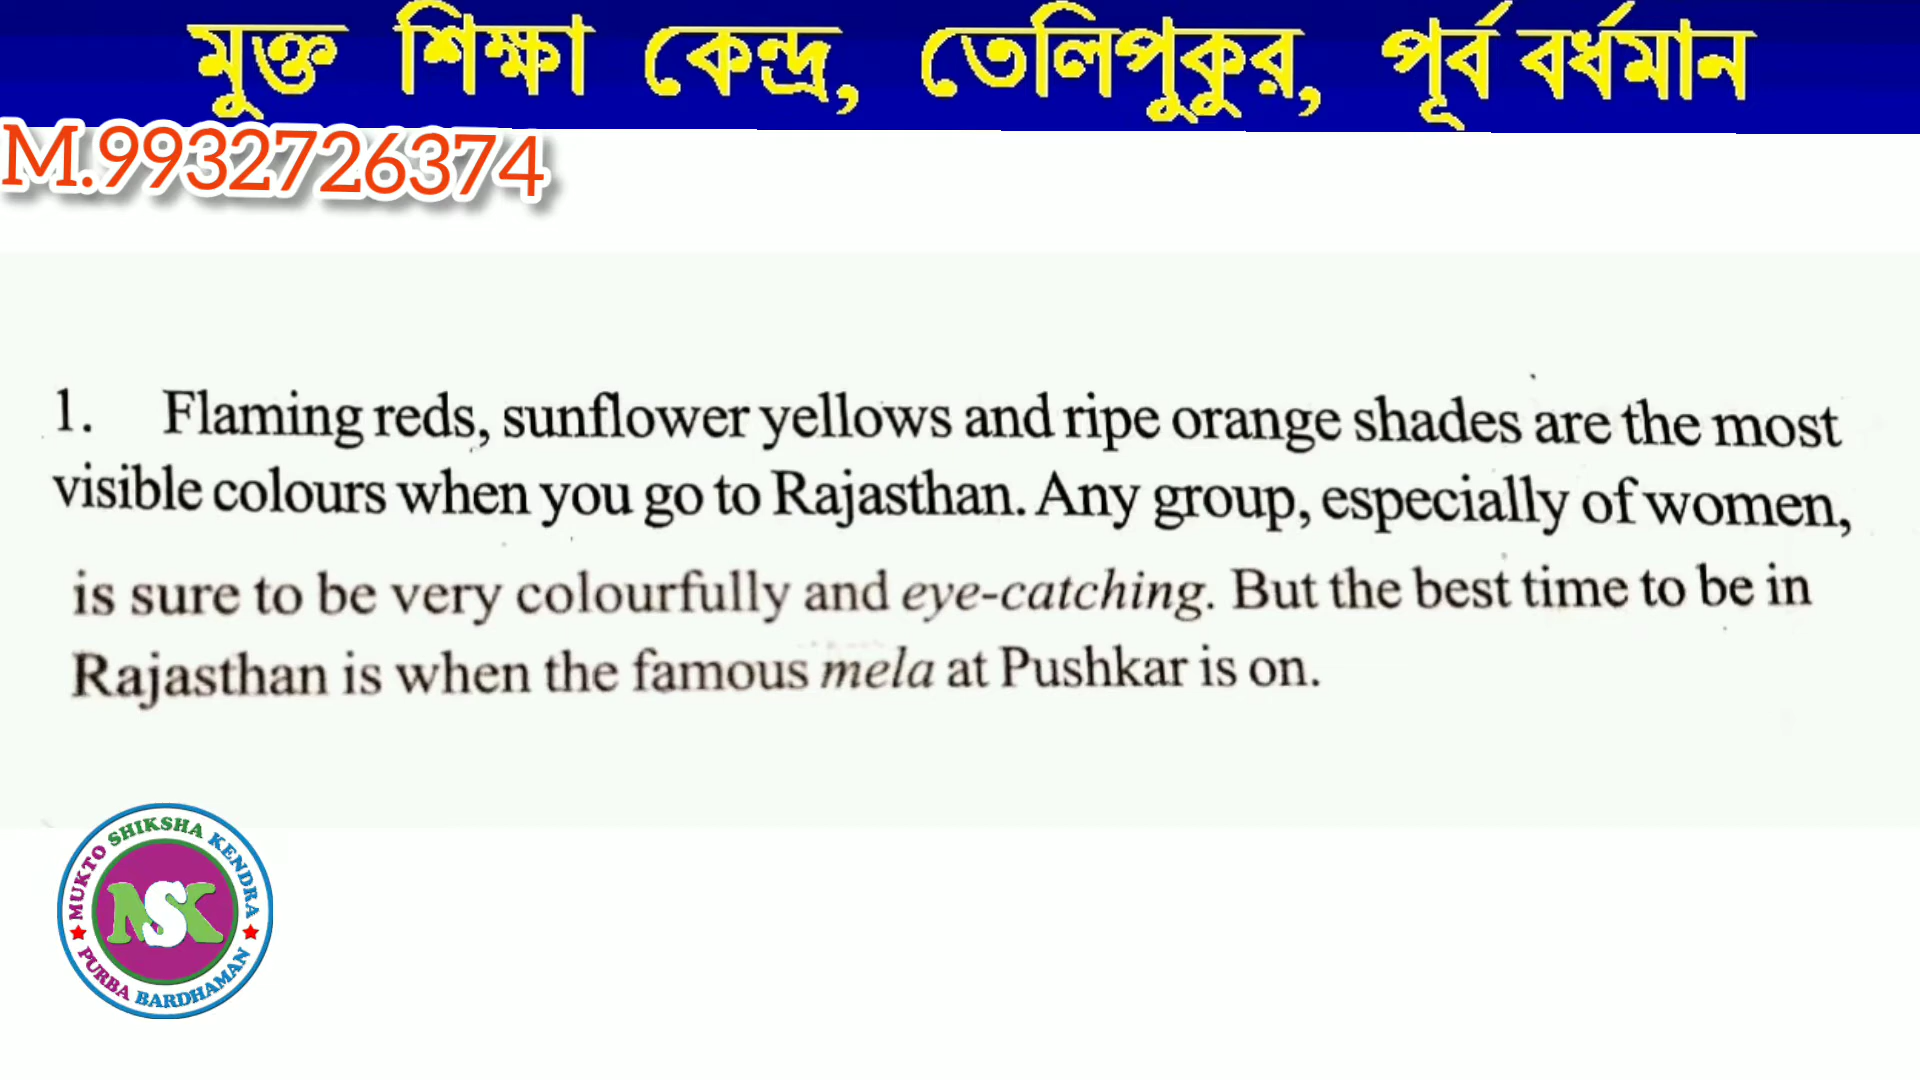 মুক্ত শিক্ষা কেন্দ্র, তেলিপুকুর, পূর্ব বর্ধমান
M.9932726374
1. Flaming reds, sunflower yellows and ripe orange shades are the most
visible colours when you go to Rajasthan. Any group, especially of women,
is sure to be very colourfully and eye-catching. But the best time to be in
Rajasthan is when the famous mela at Pushkar is on.
MUKTO SHIKSHA KENDRA
MSK
PURBA BARDHAMAN